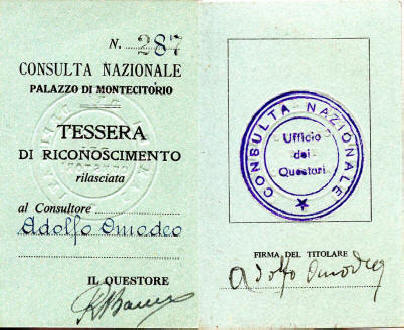 N. 287
CONSULTA NAZIONALE
PALAZZO DI MONTECITORIO
TESSERA
DI RICONOSCIMENTO
rilasciata
al Consultore
Adolfo Omodeo
IL QUESTORE
CONSULTA NAZIONALE
Ufficio
dei
Questori
FIRMA DEL TITOLARE
Adolfo Omodeo